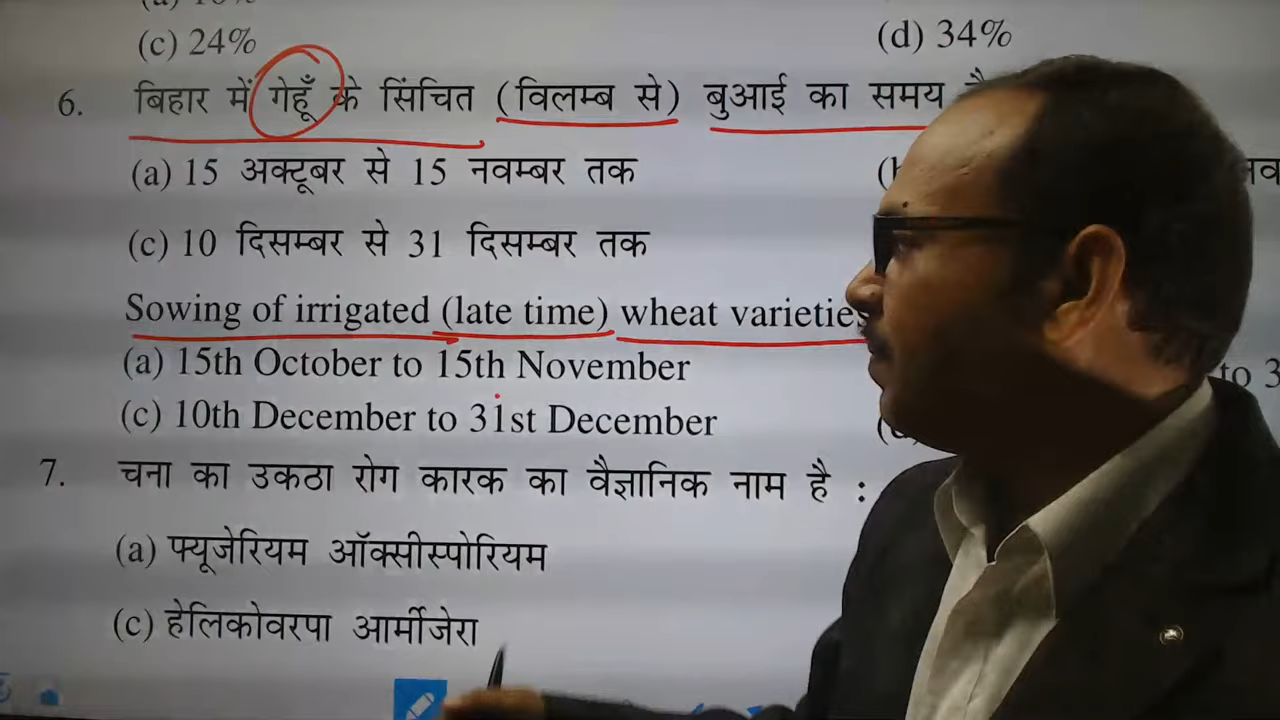 (c) 24% (d) 34%
6. बिहार में गेहूँ के सिंचित (विलम्ब से) बुआई का समय
(a) 15 अक्टूबर से 15 नवम्बर तक
(c) 10 दिसम्बर से 31 दिसम्बर तक
Sowing of irrigated (late time) wheat varieties
(a) 15th October to 15th November to 3
(c) 10th December to 31st December
7. चना का उकठा रोग कारक का वैज्ञानिक नाम है :
(a) फ्यूजेरियम ऑक्सीस्पोरियम
(c) हेलिकोवरपा आर्मीजेरा